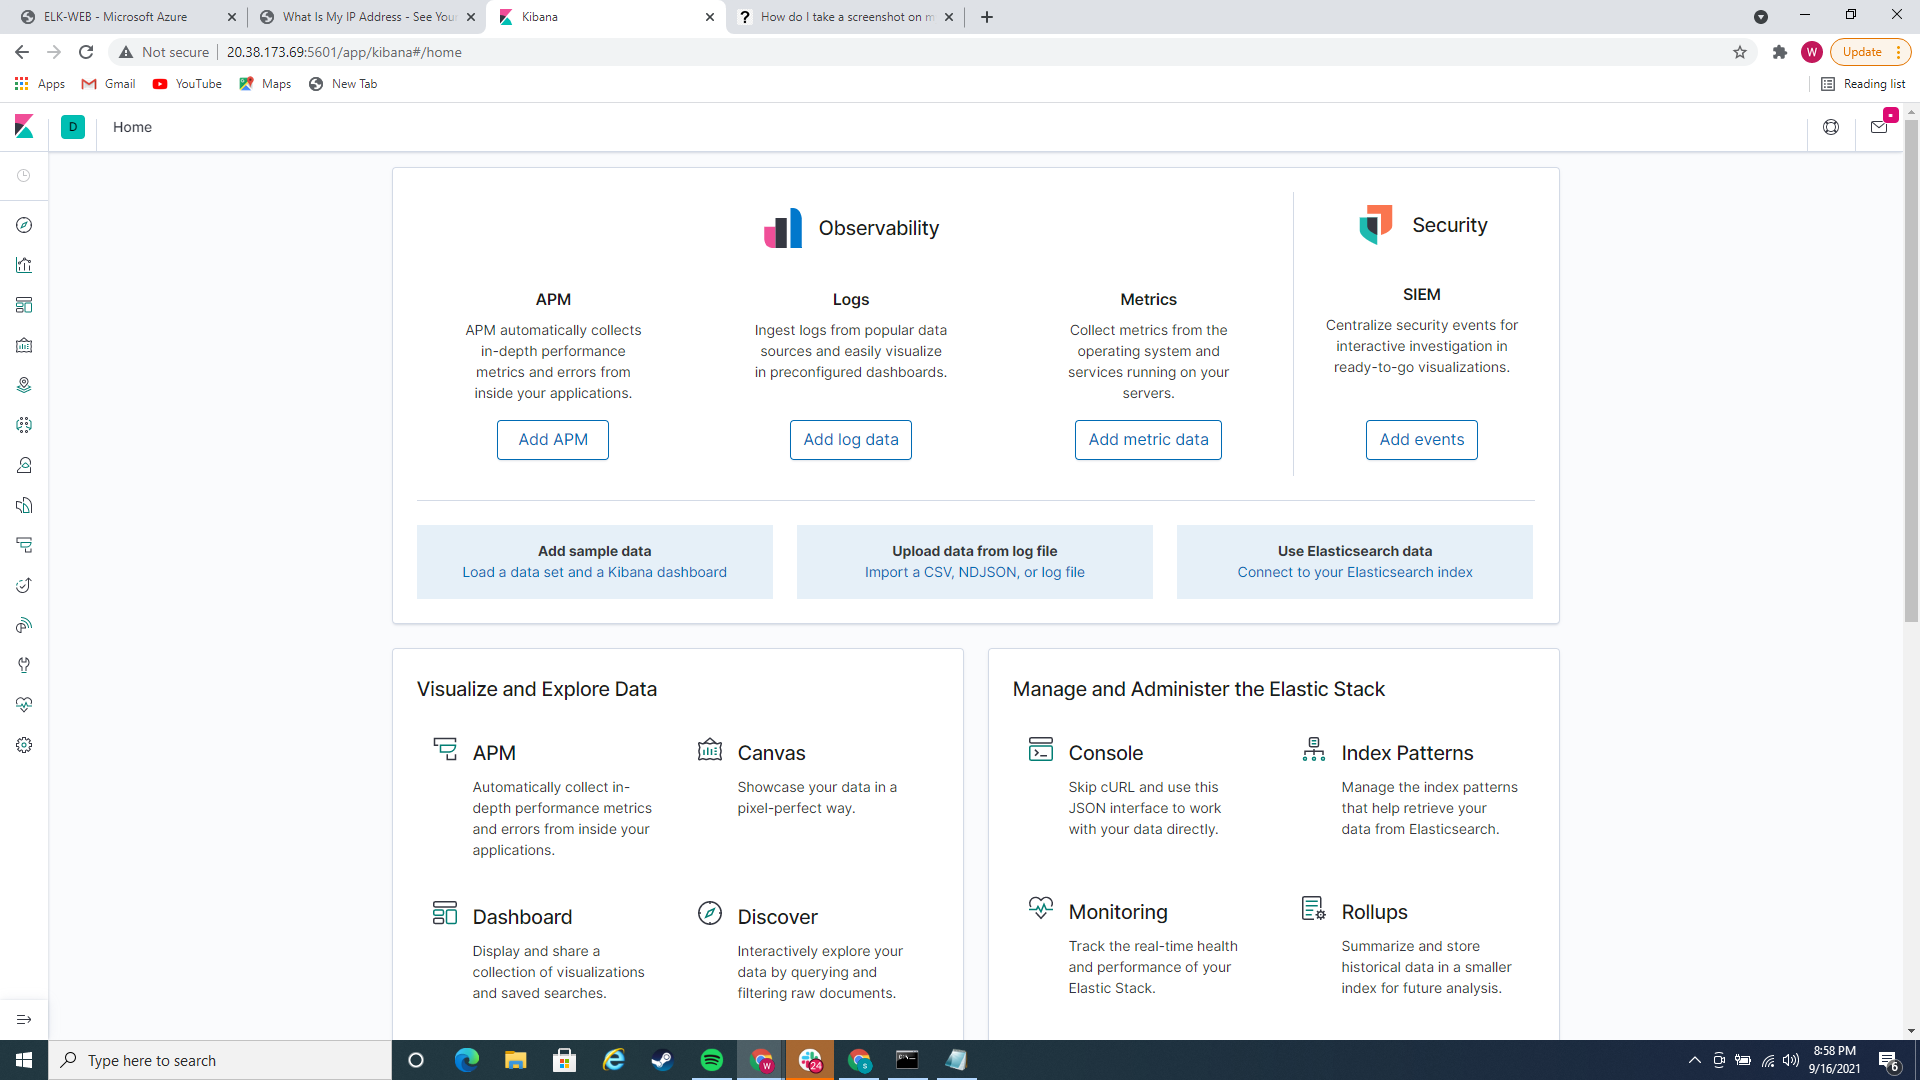 ELK-WEB - Microsoft Azure
What Is My IP Address - See Your
Kibana
How do I take a screenshot on m
Not secure
20.38.173.69:5601/app/kibana#/home
W
Update
Apps
Gmail
YouTube
Maps
New Tab
Reading list
D
Home
Observability
Security
APM
APM automatically collects
in-depth performance
metrics and errors from
inside your applications.
Add APM
Logs
Ingest logs from popular data
sources and easily visualize
in preconfigured dashboards.
Add log data
Metrics
Collect metrics from the
operating system and
services running on your
servers.
Add metric data
SIEM
Centralize security events for
interactive investigation in
ready-to-go visualizations.
Add events
Add sample data
Load a data set and a Kibana dashboard
Upload data from log file
Import a CSV, NDJSON, or log file
Use Elasticsearch data
Connect to your Elasticsearch index
Visualize and Explore Data
APM
Automatically collect in-
depth performance metrics
and errors from inside your
applications.
Canvas
Showcase your data in a
pixel-perfect way.
Dashboard
Display and share a
collection of visualizations
and saved searches.
Discover
Interactively explore your
data by querying and
filtering raw documents.
Manage and Administer the Elastic Stack
Console
Skip cURL and use this
JSON interface to work
with your data directly.
Index Patterns
Manage the index patterns
that help retrieve your
data from Elasticsearch.
Monitoring
Track the real-time health
and performance of your
Elastic Stack.
Rollups
Summarize and store
historical data in a smaller
index for future analysis.
Type here to search
W
24
S
8:58 PM
9/16/2021
6